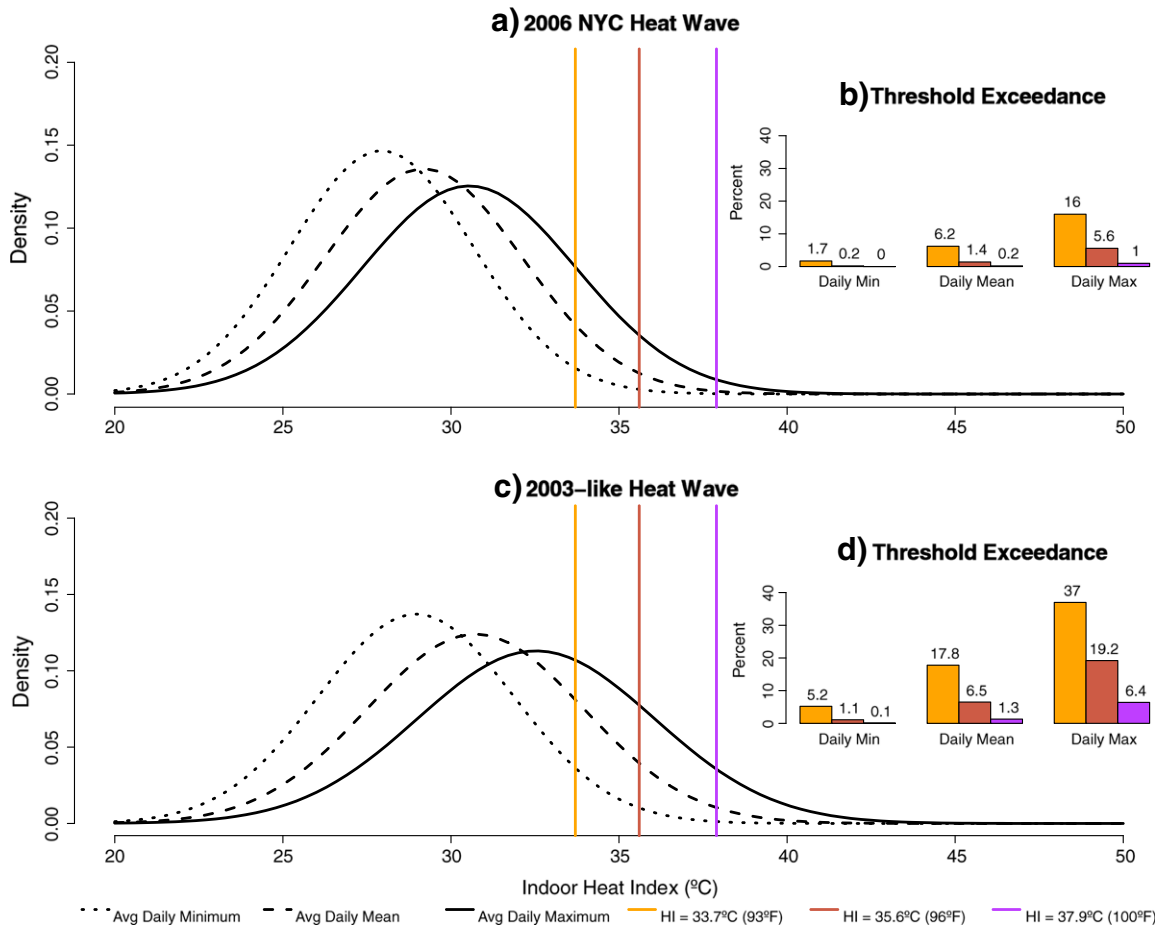 a) 2006 NYC Heat Wave
0.20
0.15
0.10
0.05
0.00
Density
20 25 30 35 40 45 50
b) Threshold Exceedance
40
30
20
10
0
Percent
1.7 0.2 0
6.2 1.4 0.2
16 5.6 1
Daily Min Daily Mean Daily Max
c) 2003–like Heat Wave
0.20
0.15
0.10
0.05
0.00
Density
20 25 30 35 40 45 50
Indoor Heat Index (ºC)
d) Threshold Exceedance
40
30
20
10
0
Percent
5.2 1.1 0.1
17.8 6.5 1.3
37 19.2 6.4
Daily Min Daily Mean Daily Max
Avg Daily Minimum Avg Daily Mean Avg Daily Maximum HI = 33.7ºC (93ºF) HI = 35.6ºC (96ºF) HI = 37.9ºC (100ºF)